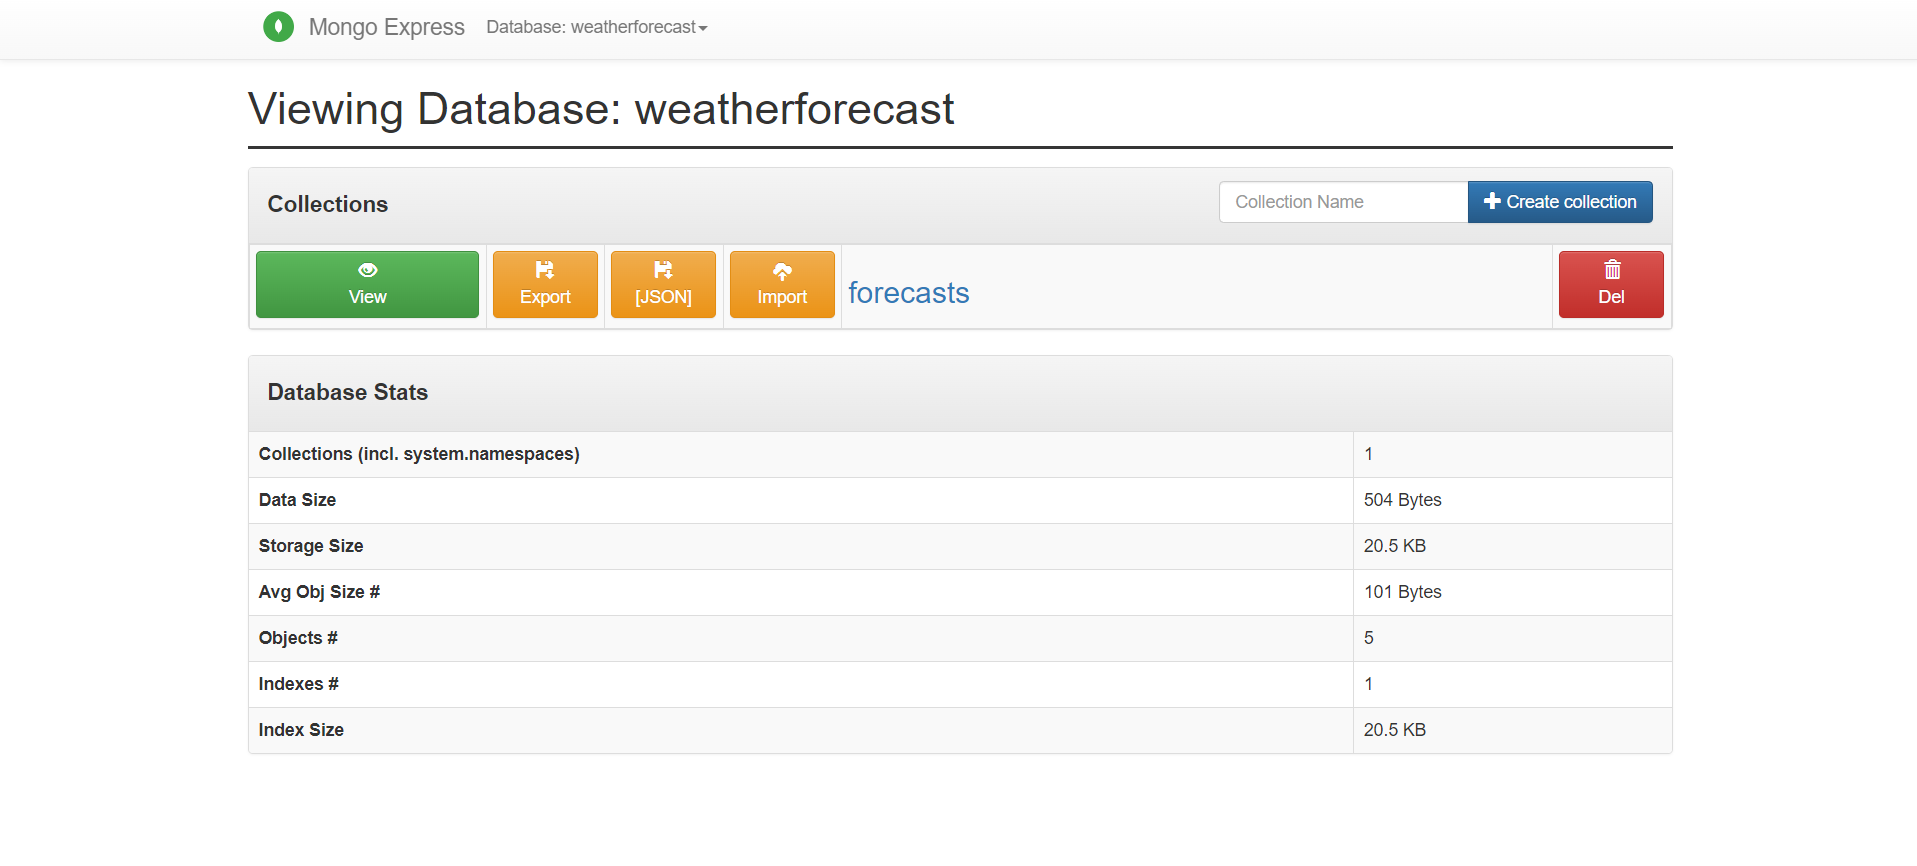 Mongo Express Database: weatherforecast
Viewing Database: weatherforecast
Collections
Collection Name
Create collection
View
Export
[JSON]
Import
forecasts
Del
Database Stats
Collections (incl. system.namespaces) 1
Data Size 504 Bytes
Storage Size 20.5 KB
Avg Obj Size # 101 Bytes
Objects # 5
Indexes # 1
Index Size 20.5 KB